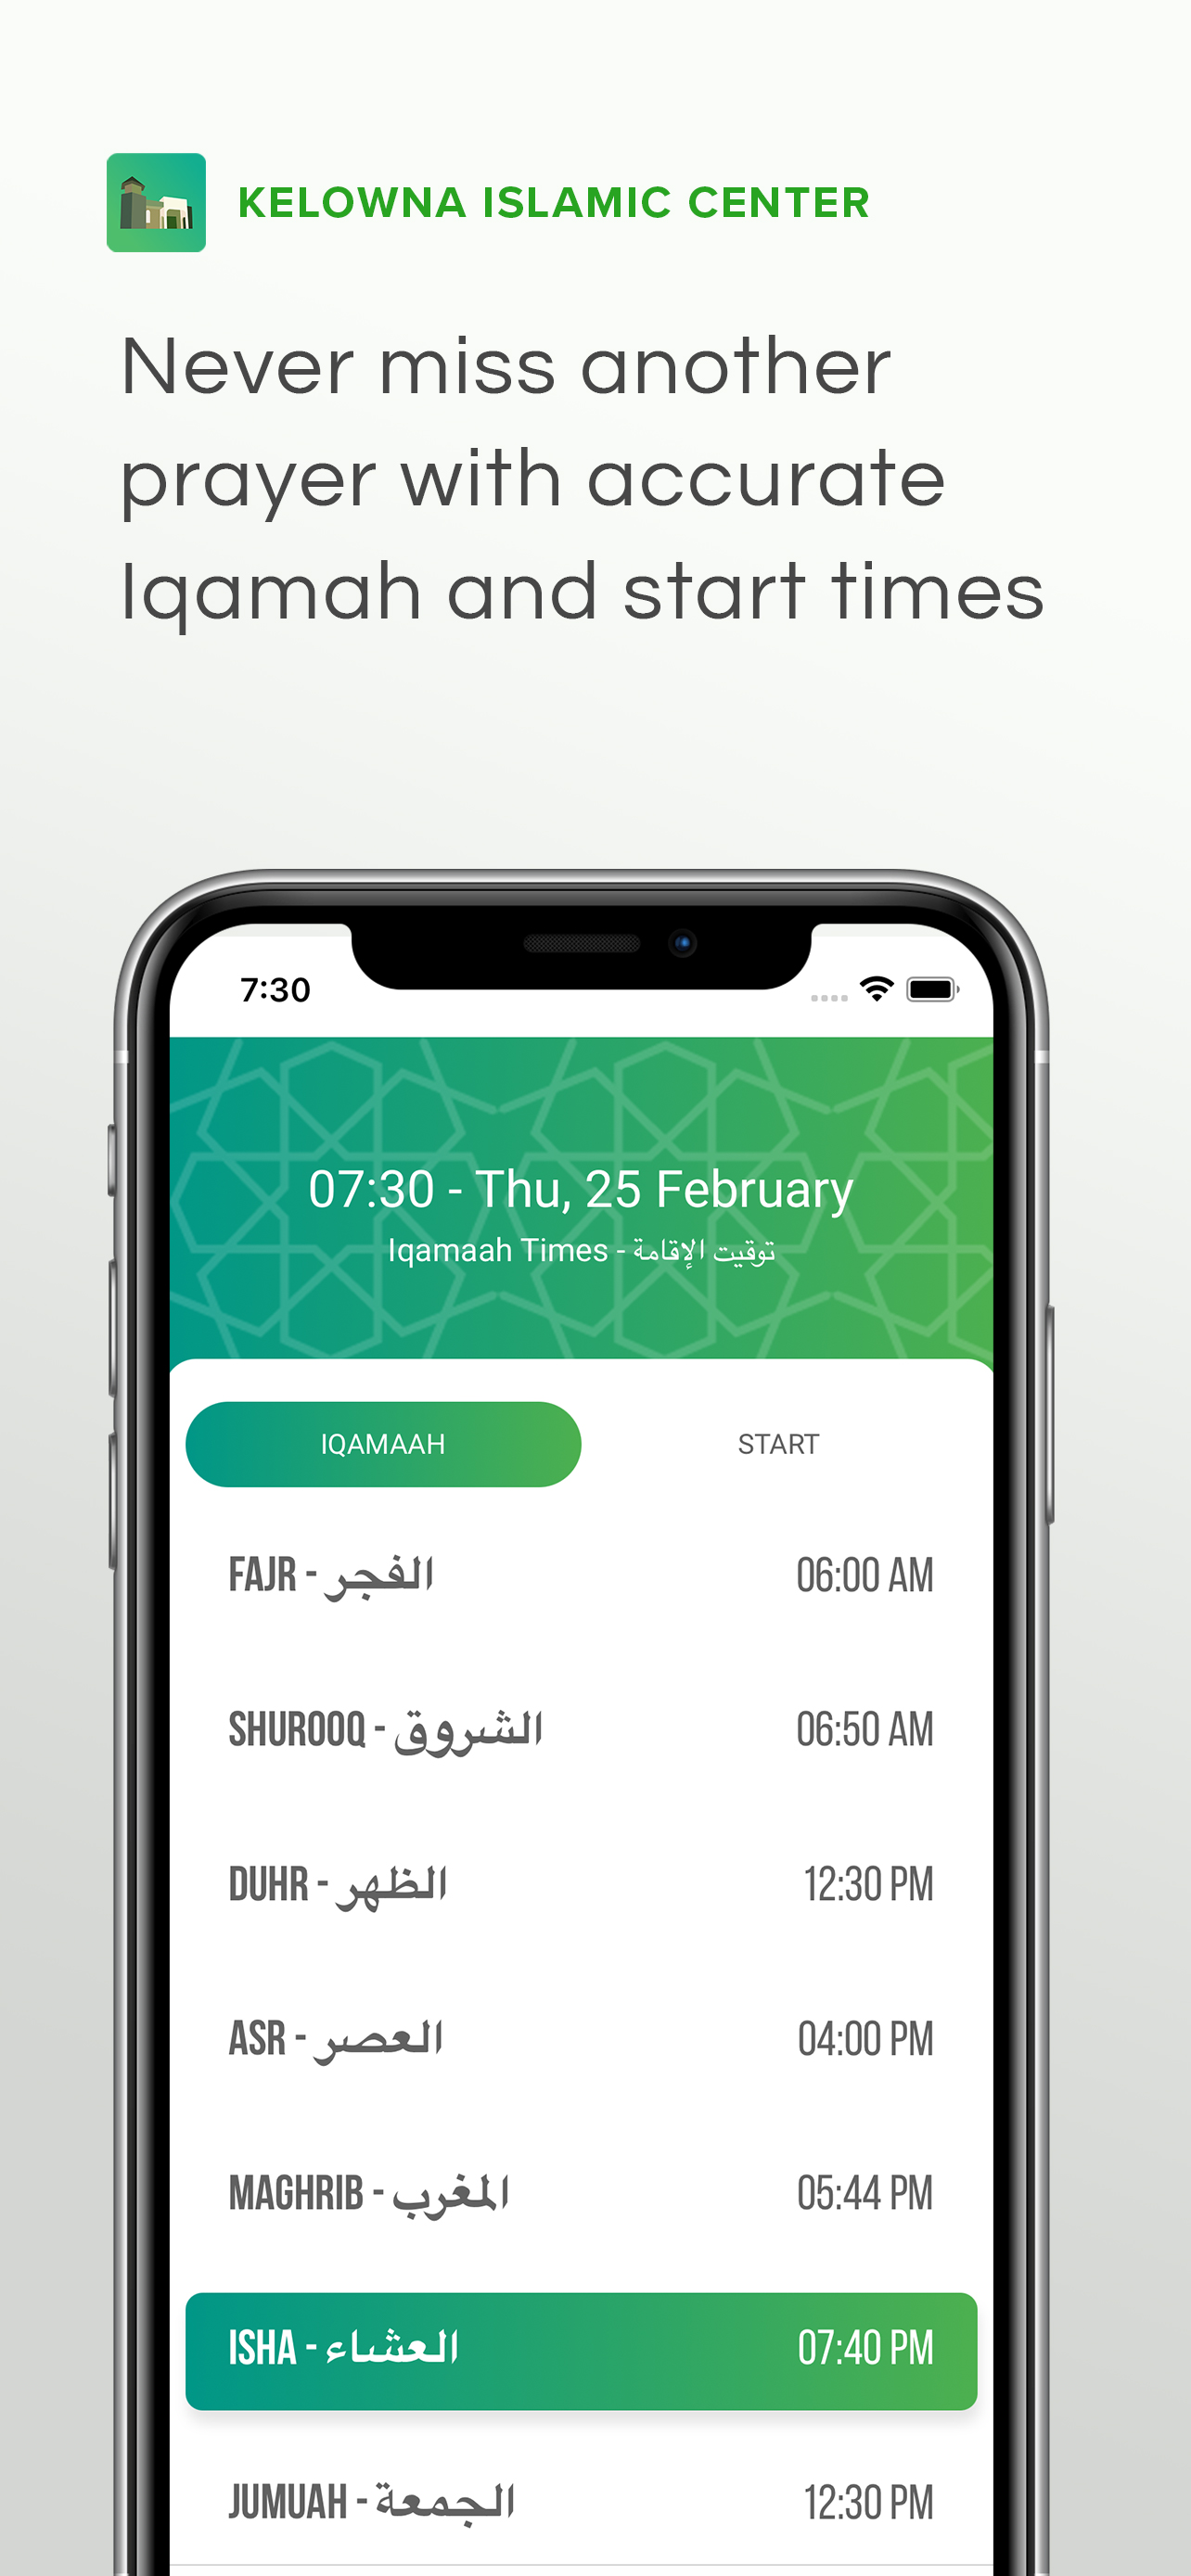 KELOWNA ISLAMIC CENTER
Never miss another
prayer with accurate
Iqamah and start times
7:30
07:30 - Thu, 25 February
Iqamaah Times - توقيت الإقامة
IQAMAAH START
FAJR - الفجر 06:00 AM
SHUROOQ - الشروق 06:50 AM
DUHR - الظهر 12:30 PM
ASR - العصر 04:00 PM
MAGHRIB - المغرب 05:44 PM
ISHA - العشاء 07:40 PM
JUMUAH - الجمعة 12:30 PM